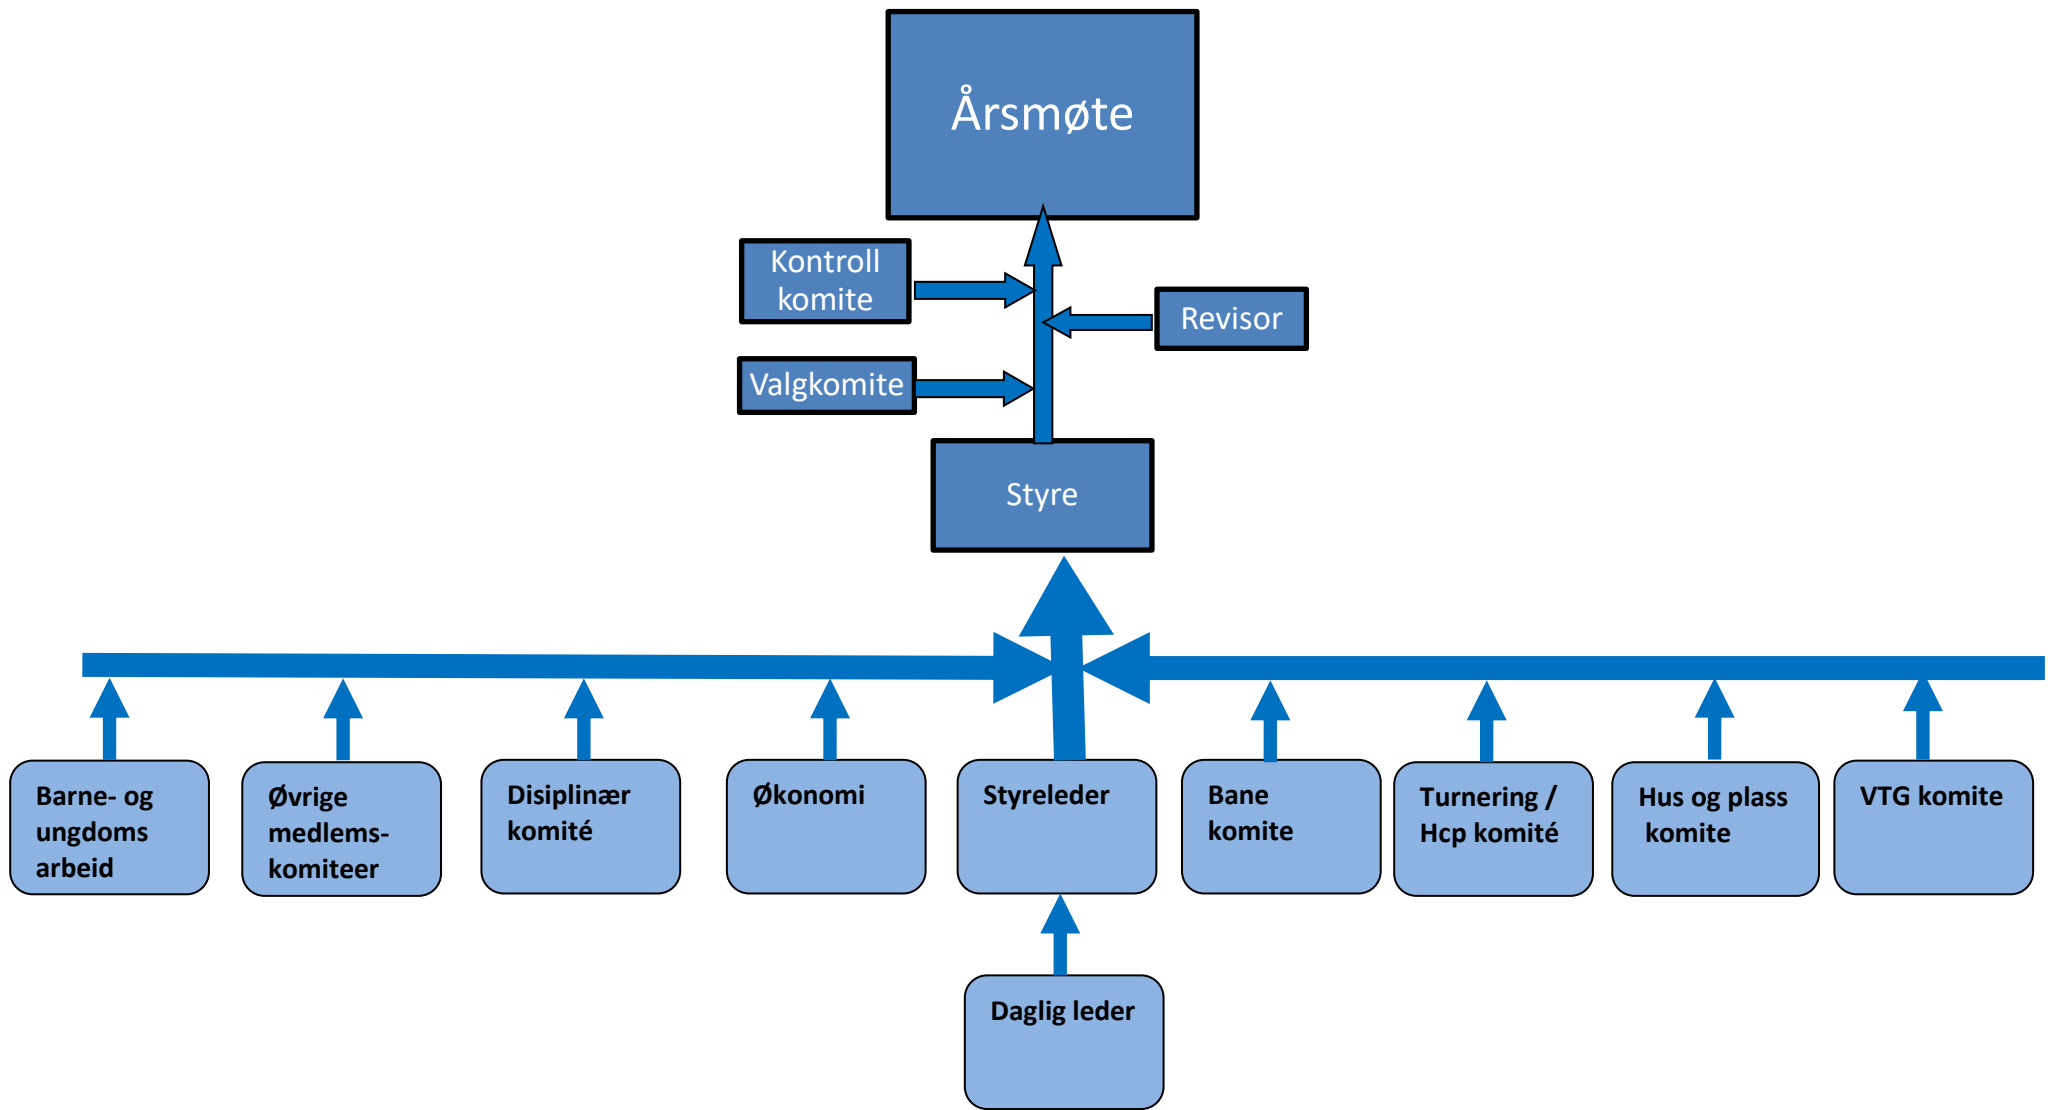 Årsmøte
Kontroll
komite
Revisor
Valgkomite
Styre
Barne- og
ungdoms
arbeid
Øvrige
medlems-
komiteer
Disiplinær
komité
Økonomi
Styreleder
Bane
komite
Turnering /
Hcp komité
Hus og plass
komite
VTG komite
Daglig leder